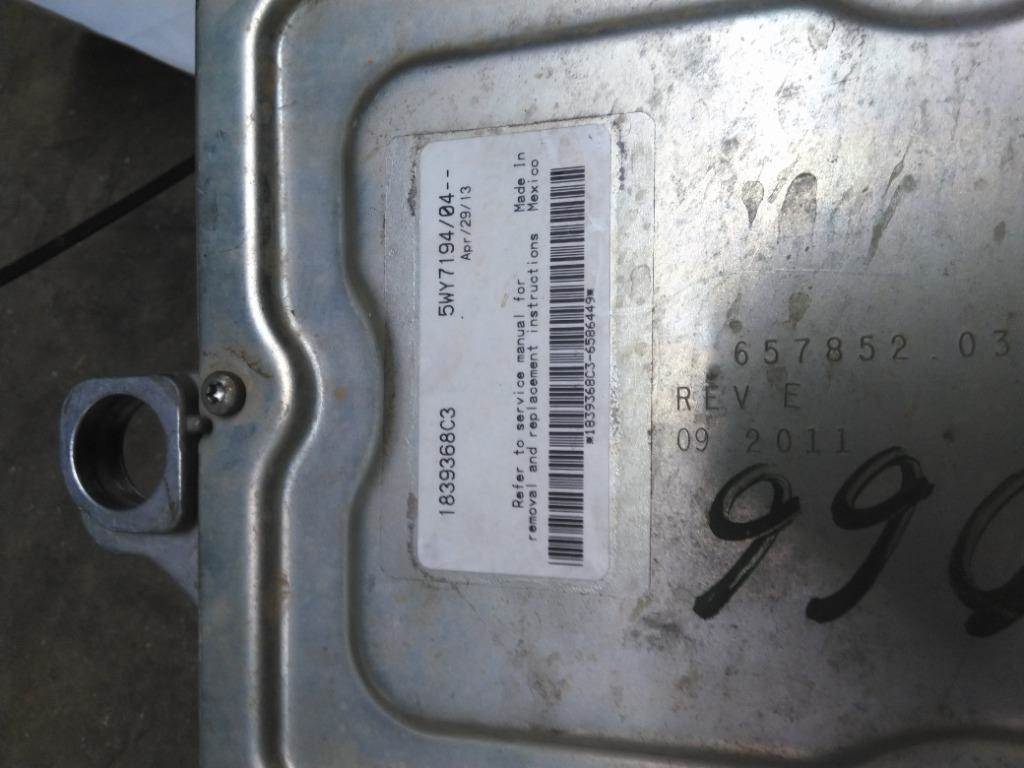 1839368C3 5WY7194/04--
Apr/29/13
Refer to service manual for Made In
removal and replacement instructions Mexico
*1839368C3-6586449*
657852.03
REV E
09 2011
990